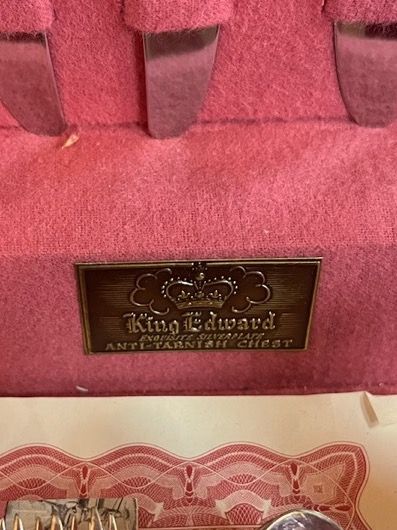 King Edward
EXQUISITE SILVERPLATE
ANTI-TARNISH CHEST